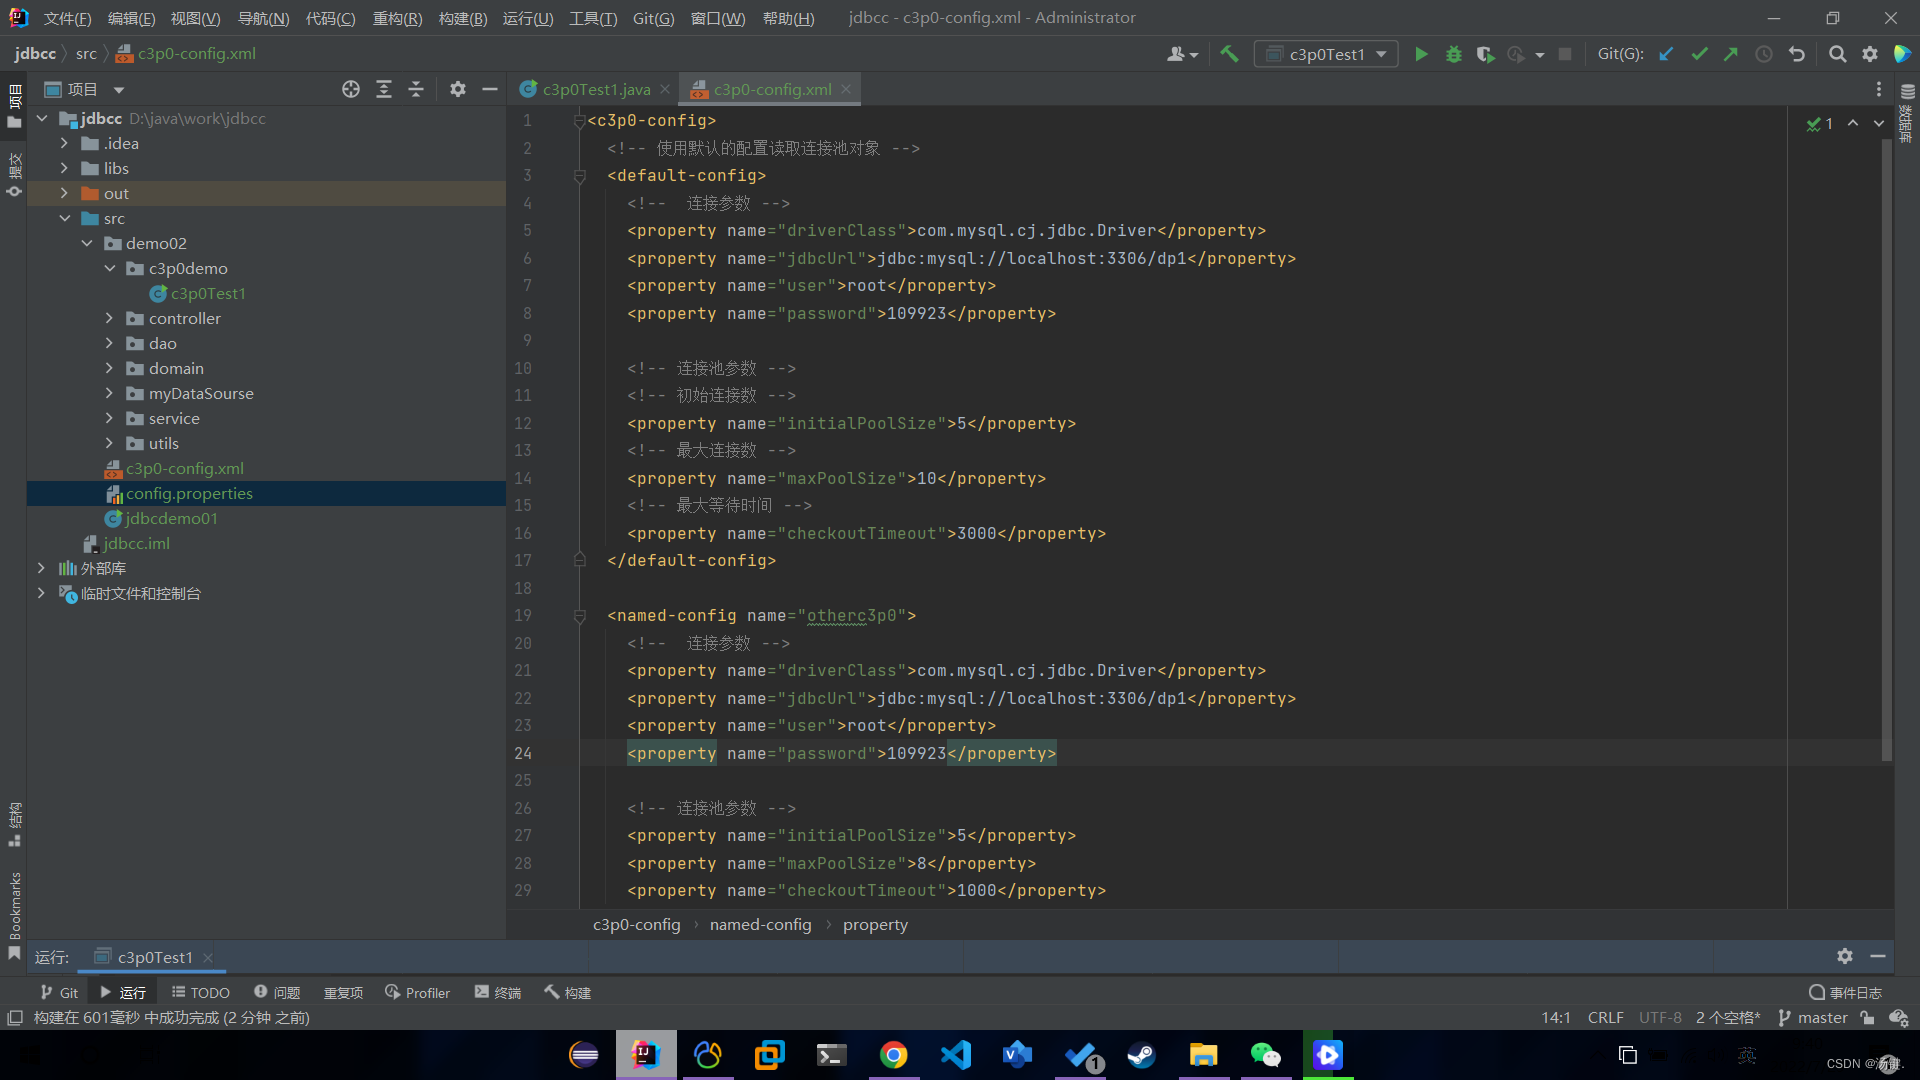 文件(F) 编辑(E) 视图(V) 导航(N) 代码(C) 重构(R) 构建(B) 运行(U) 工具(T) Git(G) 窗口(W) 帮助(H) jdbcc - c3p0-config.xml - Administrator
jdbcc src c3p0-config.xml
c3p0Test1
Git(G):
项目
c3p0Test1.java
c3p0-config.xml
项目
提交
结构
Bookmarks
数据库
jdbcc D:\java\work\jdbcc
.idea
libs
out
src
demo02
c3p0demo
c3p0Test1
controller
dao
domain
myDataSourse
service
utils
c3p0-config.xml
config.properties
jdbcdemo01
jdbcc.iml
外部库
临时文件和控制台
1
1 <c3p0-config>
2 <!-- 使用默认的配置读取连接池对象 -->
3 <default-config>
4 <!--  连接参数 -->
5 <property name="driverClass">com.mysql.cj.jdbc.Driver</property>
6 <property name="jdbcUrl">jdbc:mysql://localhost:3306/dp1</property>
7 <property name="user">root</property>
8 <property name="password">109923</property>
9
10 <!-- 连接池参数 -->
11 <!-- 初始连接数 -->
12 <property name="initialPoolSize">5</property>
13 <!-- 最大连接数 -->
14 <property name="maxPoolSize">10</property>
15 <!-- 最大等待时间 -->
16 <property name="checkoutTimeout">3000</property>
17 </default-config>
18
19 <named-config name="otherc3p0">
20 <!--  连接参数 -->
21 <property name="driverClass">com.mysql.cj.jdbc.Driver</property>
22 <property name="jdbcUrl">jdbc:mysql://localhost:3306/dp1</property>
23 <property name="user">root</property>
24 <property name="password">109923</property>
25
26 <!-- 连接池参数 -->
27 <property name="initialPoolSize">5</property>
28 <property name="maxPoolSize">8</property>
29 <property name="checkoutTimeout">1000</property>
c3p0-config › named-config › property
运行: c3p0Test1
Git 运行 TODO 问题 重复项 Profiler 终端 构建 事件日志
构建在 601毫秒 中成功完成 (2 分钟 之前) 14:1 CRLF UTF-8 2 个空格* master
1
英
CSDN @汤键.